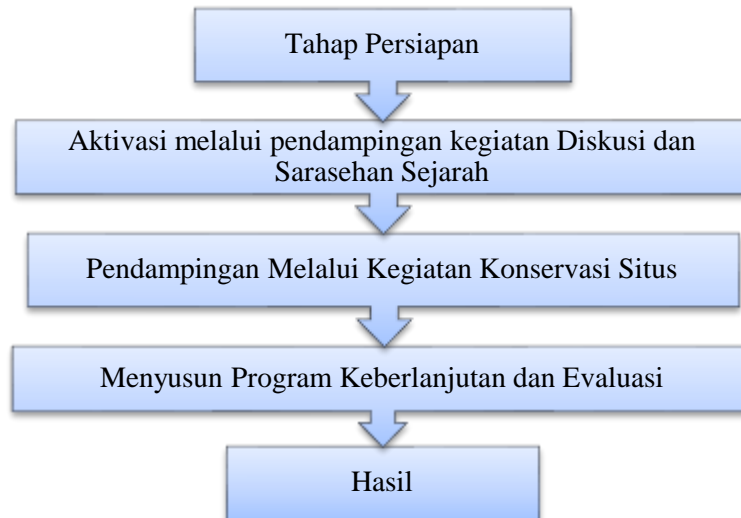 Tahap Persiapan
Aktivasi melalui pendampingan kegiatan Diskusi dan
Sarasehan Sejarah
Pendampingan Melalui Kegiatan Konservasi Situs
Menyusun Program Keberlanjutan dan Evaluasi
Hasil